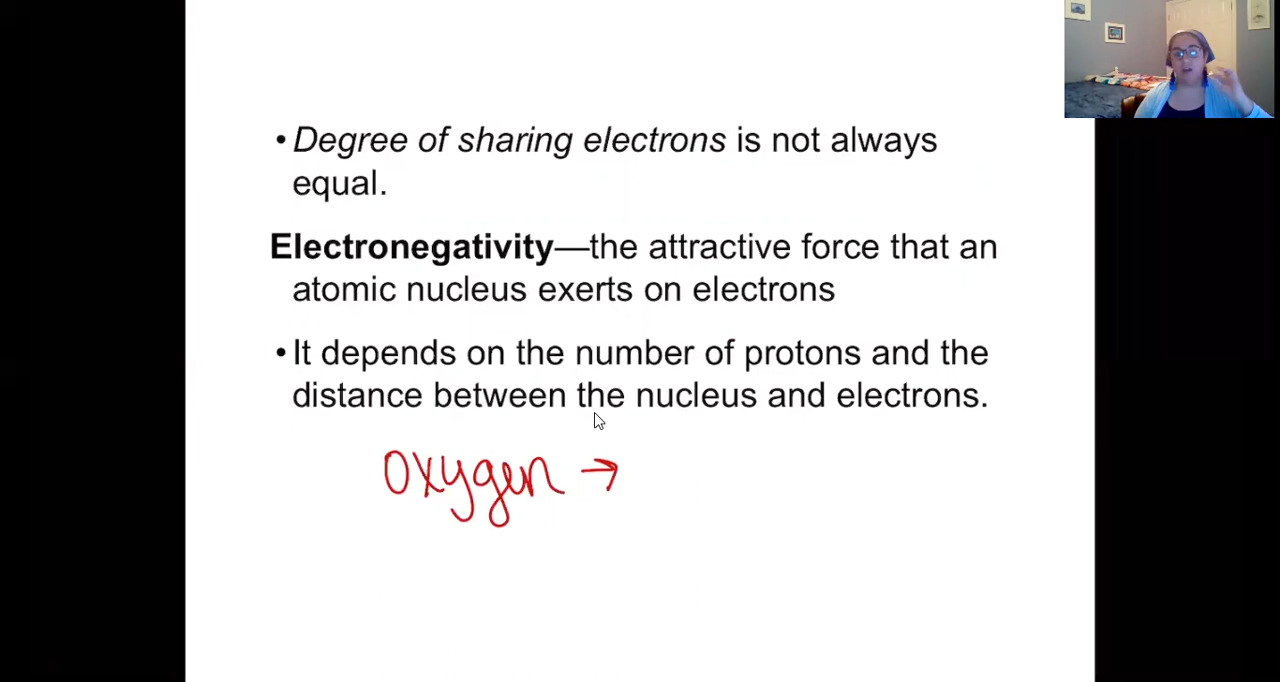 •Degree of sharing electrons is not always
equal.
Electronegativity—the attractive force that an
atomic nucleus exerts on electrons
•It depends on the number of protons and the
distance between the nucleus and electrons.
Oxygen →